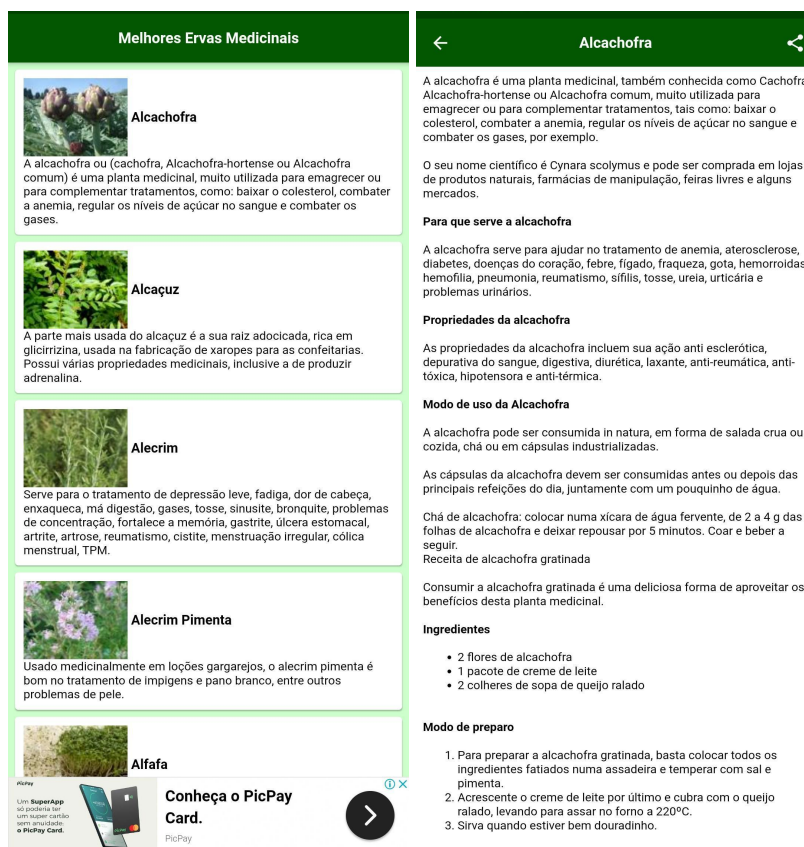 Melhores Ervas Medicinais
Alcachofra
A alcachofra ou (cachofra, Alcachofra-hortense ou Alcachofra
comum) é uma planta medicinal, muito utilizada para emagrecer ou
para complementar tratamentos, como: baixar o colesterol, combater
a anemia, regular os níveis de açúcar no sangue e combater os
gases.
Alcaçuz
A parte mais usada do alcaçuz é a sua raiz adocicada, rica em
glicirrizina, usada na fabricação de xaropes para as confeitarias.
Possui várias propriedades medicinais, inclusive a de produzir
adrenalina.
Alecrim
Serve para o tratamento de depressão leve, fadiga, dor de cabeça,
enxaqueca, má digestão, gases, tosse, sinusite, bronquite, problemas
de concentração, fortalece a memória, gastrite, úlcera estomacal,
artrite, artrose, reumatismo, cistite, menstruação irregular, cólica
menstrual, TPM.
Alecrim Pimenta
Usado medicinalmente em loções gargarejos, o alecrim pimenta é
bom no tratamento de impigens e pano branco, entre outros
problemas de pele.
Alfafa
PicPay
Um SuperApp
só poderia ter
um super cartão
sem anuidade:
o PicPay Card.
Conheça o PicPay
Card.
PicPay
Alcachofra
A alcachofra é uma planta medicinal, também conhecida como Cachofra
Alcachofra-hortense ou Alcachofra comum, muito utilizada para
emagrecer ou para complementar tratamentos, tais como: baixar o
colesterol, combater a anemia, regular os níveis de açúcar no sangue e
combater os gases, por exemplo.
O seu nome científico é Cynara scolymus e pode ser comprada em lojas
de produtos naturais, farmácias de manipulação, feiras livres e alguns
mercados.
Para que serve a alcachofra
A alcachofra serve para ajudar no tratamento de anemia, aterosclerose,
diabetes, doenças do coração, febre, fígado, fraqueza, gota, hemorroidas
hemofilia, pneumonia, reumatismo, sífilis, tosse, ureia, urticária e
problemas urinários.
Propriedades da alcachofra
As propriedades da alcachofra incluem sua ação anti esclerótica,
depurativa do sangue, digestiva, diurética, laxante, anti-reumática, anti-
tóxica, hipotensora e anti-térmica.
Modo de uso da Alcachofra
A alcachofra pode ser consumida in natura, em forma de salada crua ou
cozida, chá ou em cápsulas industrializadas.
As cápsulas da alcachofra devem ser consumidas antes ou depois das
principais refeições do dia, juntamente com um pouquinho de água.
Chá de alcachofra: colocar numa xícara de água fervente, de 2 a 4 g das
folhas de alcachofra e deixar repousar por 5 minutos. Coar e beber a
seguir.
Receita de alcachofra gratinada
Consumir a alcachofra gratinada é uma deliciosa forma de aproveitar os
benefícios desta planta medicinal.
Ingredientes
• 2 flores de alcachofra
• 1 pacote de creme de leite
• 2 colheres de sopa de queijo ralado
Modo de preparo
1. Para preparar a alcachofra gratinada, basta colocar todos os
ingredientes fatiados numa assadeira e temperar com sal e
pimenta.
2. Acrescente o creme de leite por último e cubra com o queijo
ralado, levando para assar no forno a 220ºC.
3. Sirva quando estiver bem douradinho.